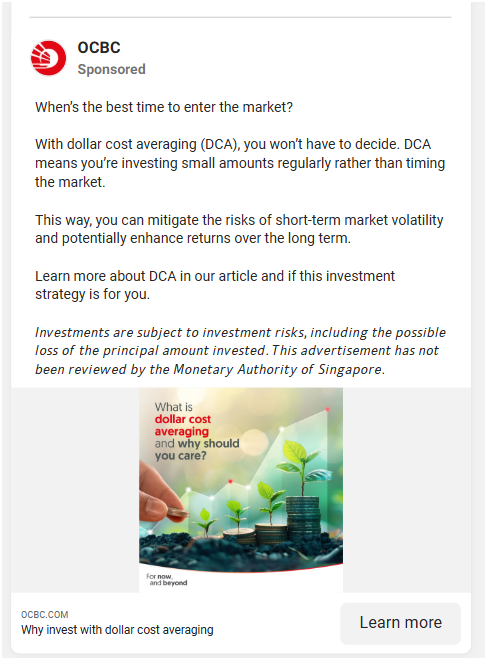 OCBC
Sponsored
When’s the best time to enter the market?
With dollar cost averaging (DCA), you won’t have to decide. DCA
means you’re investing small amounts regularly rather than timing
the market.
This way, you can mitigate the risks of short-term market volatility
and potentially enhance returns over the long term.
Learn more about DCA in our article and if this investment
strategy is for you.
Investments are subject to investment risks, including the possible
loss of the principal amount invested. This advertisement has not
been reviewed by the Monetary Authority of Singapore.
What is
dollar cost
averaging
and why should
you care?
For now,
and beyond
OCBC.COM
Why invest with dollar cost averaging
Learn more